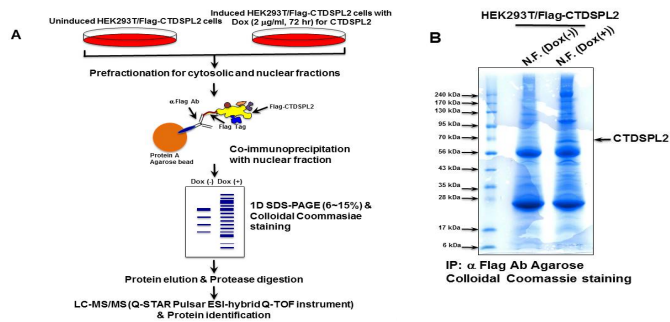 A
Uninduced HEK293T/Flag-CTDSPL2 cells
Induced HEK293T/Flag-CTDSPL2 cells with
Dox (2 µg/ml, 72 hr) for CTDSPL2
Prefractionation for cytosolic and nuclear fractions
α Flag Ab
Flag-CTDSPL2
Flag Tag
Protein A
Agarose bead
Co-immunoprecipitation
with nuclear fraction
Dox (-) Dox (+)
1D SDS-PAGE (6~15%) &
Colloidal Coommasiae
staining
Protein elution & Protease digestion
LC-MS/MS (Q-STAR Pulsar ESI-hybrid Q-TOF instrument)
& Protein identification
B
HEK293T/Flag-CTDSPL2
N.F. (Dox(-))
N.F. (Dox(+))
240 kDa
170 kDa
130 kDa
95 kDa
70 kDa
56 kDa
43 kDa
35 kDa
28 kDa
17 kDa
6 kDa
CTDSPL2
IP: α Flag Ab Agarose
Colloidal Coomassie staining